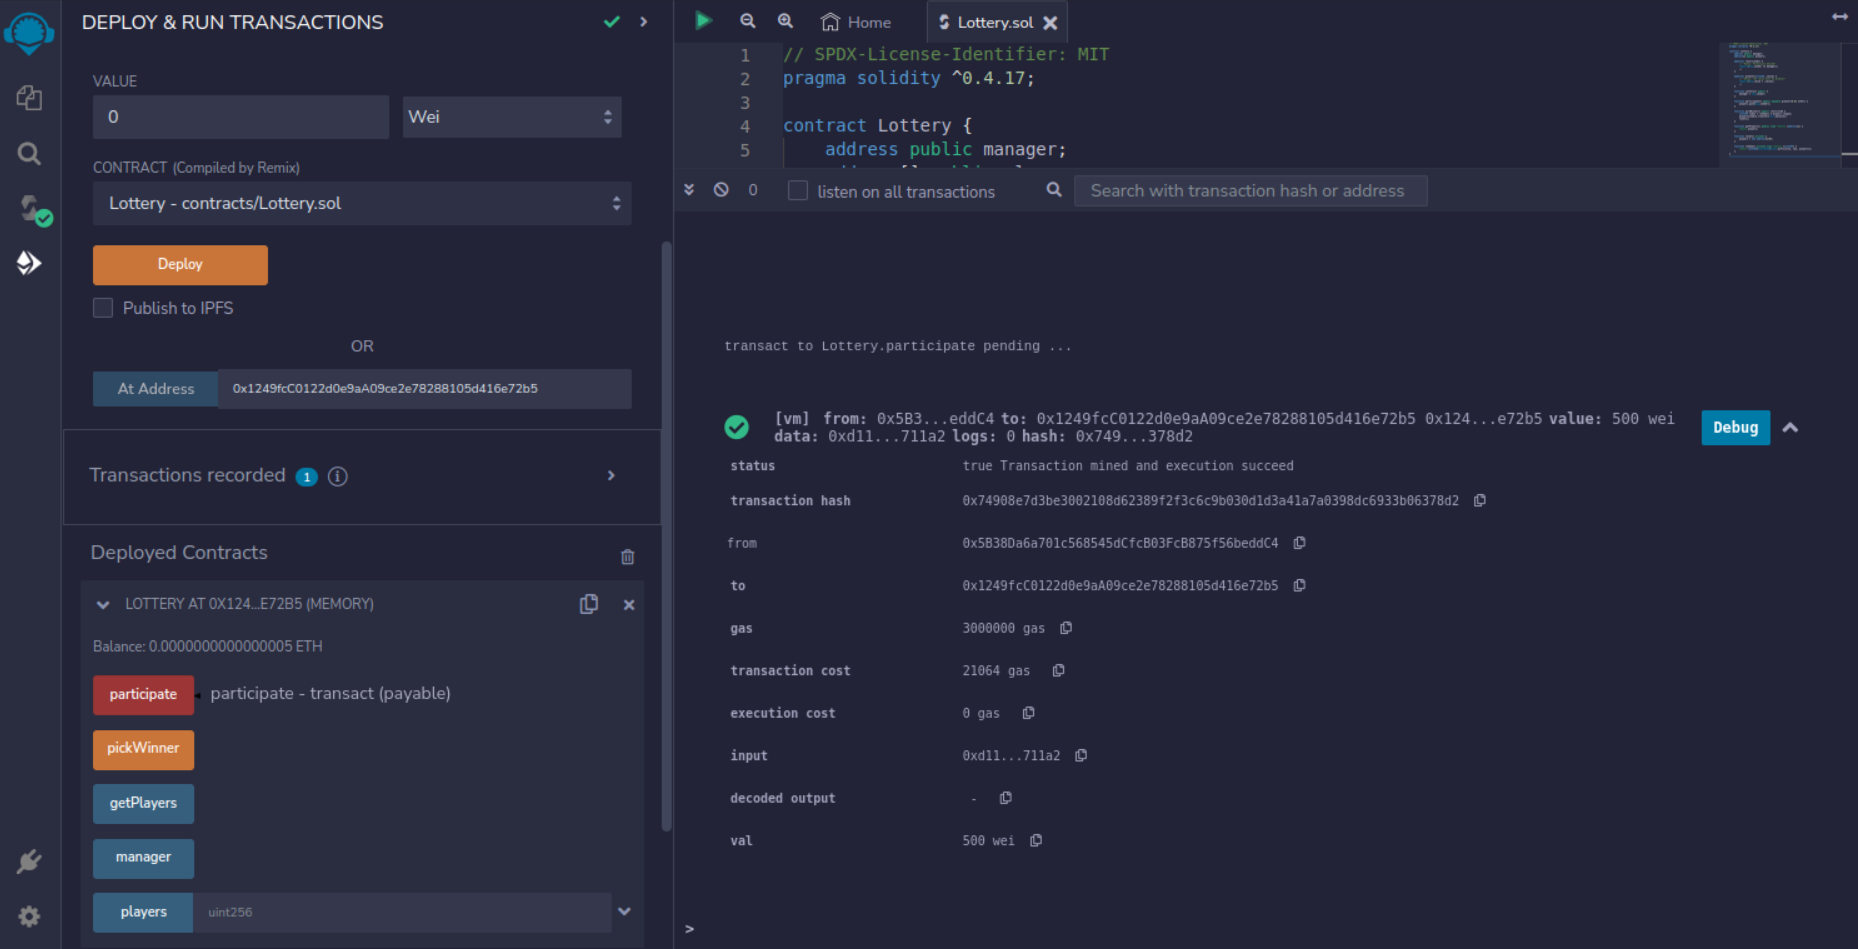 DEPLOY & RUN TRANSACTIONS
VALUE
0
Wei
CONTRACT (Compiled by Remix)
Lottery - contracts/Lottery.sol
Deploy
Publish to IPFS
OR
At Address
0x1249fcC0122d0e9aA09ce2e78288105d416e72b5
Transactions recorded 1 i
Deployed Contracts
LOTTERY AT 0X124...E72B5 (MEMORY)
Balance: 0.0000000000000005 ETH
participate
participate - transact (payable)
pickWinner
getPlayers
manager
players
uint256
Home
Lottery.sol
1 // SPDX-License-Identifier: MIT
2 pragma solidity ^0.4.17;
3
4 contract Lottery {
5 address public manager;
0
listen on all transactions
Search with transaction hash or address
transact to Lottery.participate pending ...
[vm] from: 0x5B3...eddC4 to: 0x1249fcC0122d0e9aA09ce2e78288105d416e72b5 0x124...e72b5 value: 500 wei
data: 0xd11...711a2 logs: 0 hash: 0x749...378d2
Debug
status true Transaction mined and execution succeed
transaction hash 0x74908e7d3be3002108d62389f2f3c6c9b030d1d3a41a7a0398dc6933b06378d2
from 0x5B38Da6a701c568545dCfcB03FcB875f56beddC4
to 0x1249fcC0122d0e9aA09ce2e78288105d416e72b5
gas 3000000 gas
transaction cost 21064 gas
execution cost 0 gas
input 0xd11...711a2
decoded output -
val 500 wei
>